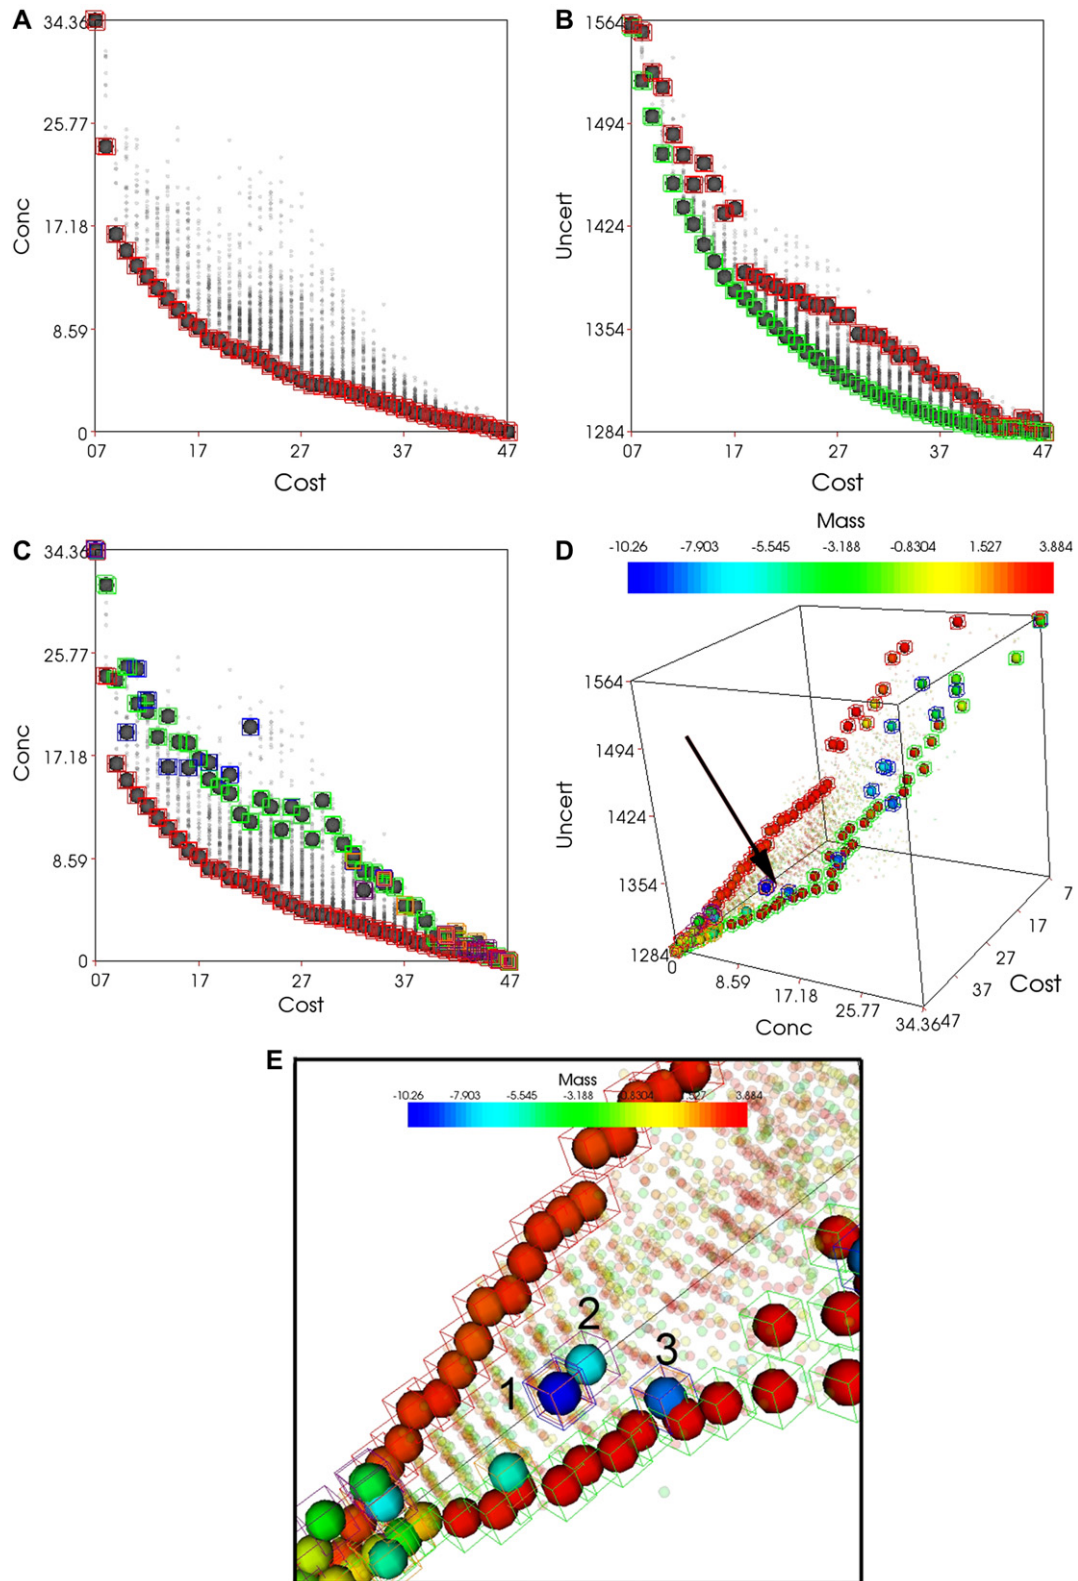 A
34.36
25.77
17.18
8.59
0
Conc
07 17 27 37 47
Cost
B
1564
1494
1424
1354
1284
Uncert
07 17 27 37 47
Cost
C
34.36
25.77
17.18
8.59
0
Conc
07 17 27 37 47
Cost
Mass
D
-10.26 -7.903 -5.545 -3.188 -0.8304 1.527 3.884
1564
1494
1424
1354
1284
Uncert
0 8.59 17.18 25.77 34.36
Conc
47 37 27 17 7
Cost
E
Mass
-10.26 -7.903 -5.545 -3.188 -0.8304 .527 3.884
2
3
1